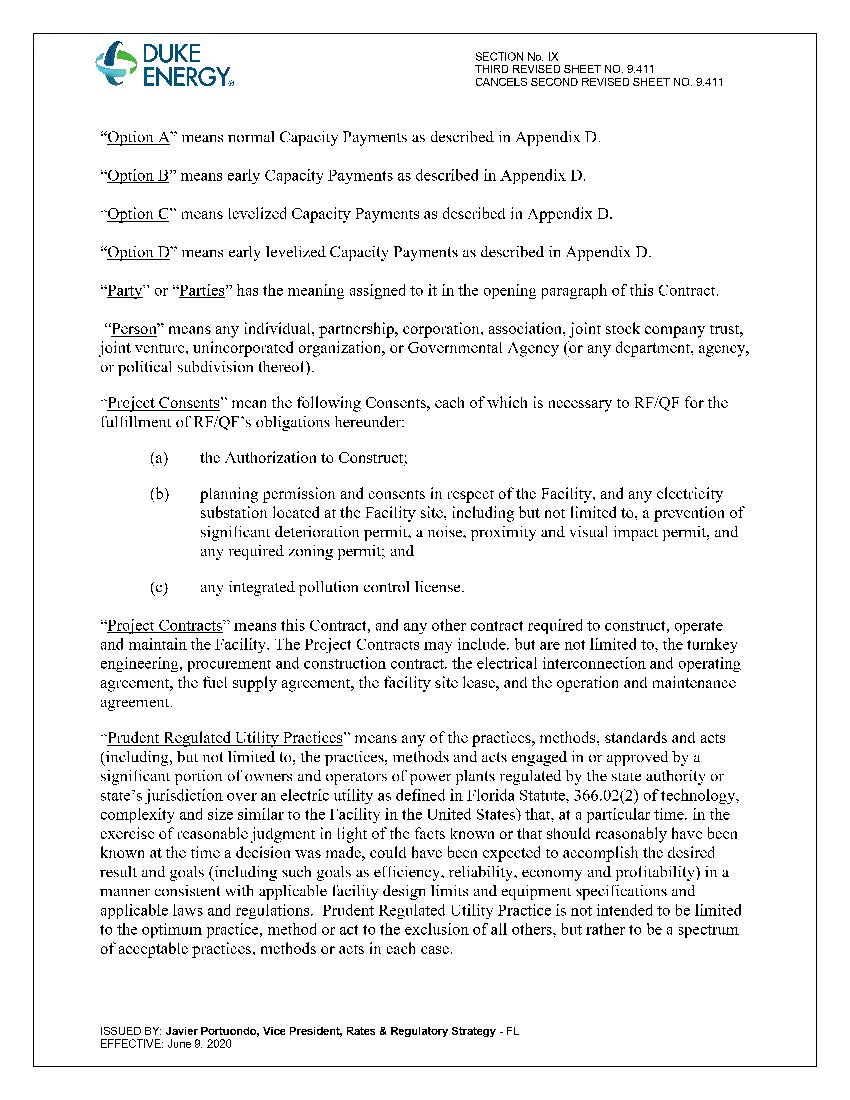 DUKE
ENERGY®
SECTION No. IX
THIRD REVISED SHEET NO. 9.411
CANCELS SECOND REVISED SHEET NO. 9.411
“Option A” means normal Capacity Payments as described in Appendix D.
“Option B” means early Capacity Payments as described in Appendix D.
“Option C” means levelized Capacity Payments as described in Appendix D.
“Option D” means early levelized Capacity Payments as described in Appendix D.
“Party” or “Parties” has the meaning assigned to it in the opening paragraph of this Contract.
“Person” means any individual, partnership, corporation, association, joint stock company trust,
joint venture, unincorporated organization, or Governmental Agency (or any department, agency,
or political subdivision thereof).
“Project Consents” mean the following Consents, each of which is necessary to RF/QF for the
fulfillment of RF/QF’s obligations hereunder:
(a) the Authorization to Construct;
(b) planning permission and consents in respect of the Facility, and any electricity
substation located at the Facility site, including but not limited to, a prevention of
significant deterioration permit, a noise, proximity and visual impact permit, and
any required zoning permit; and
(c) any integrated pollution control license.
“Project Contracts” means this Contract, and any other contract required to construct, operate
and maintain the Facility. The Project Contracts may include, but are not limited to, the turnkey
engineering, procurement and construction contract, the electrical interconnection and operating
agreement, the fuel supply agreement, the facility site lease, and the operation and maintenance
agreement.
“Prudent Regulated Utility Practices” means any of the practices, methods, standards and acts
(including, but not limited to, the practices, methods and acts engaged in or approved by a
significant portion of owners and operators of power plants regulated by the state authority or
state’s jurisdiction over an electric utility as defined in Florida Statute, 366.02(2) of technology,
complexity and size similar to the Facility in the United States) that, at a particular time, in the
exercise of reasonable judgment in light of the facts known or that should reasonably have been
known at the time a decision was made, could have been expected to accomplish the desired
result and goals (including such goals as efficiency, reliability, economy and profitability) in a
manner consistent with applicable facility design limits and equipment specifications and
applicable laws and regulations.  Prudent Regulated Utility Practice is not intended to be limited
to the optimum practice, method or act to the exclusion of all others, but rather to be a spectrum
of acceptable practices, methods or acts in each case.
ISSUED BY: Javier Portuondo, Vice President, Rates & Regulatory Strategy - FL
EFFECTIVE: June 9, 2020